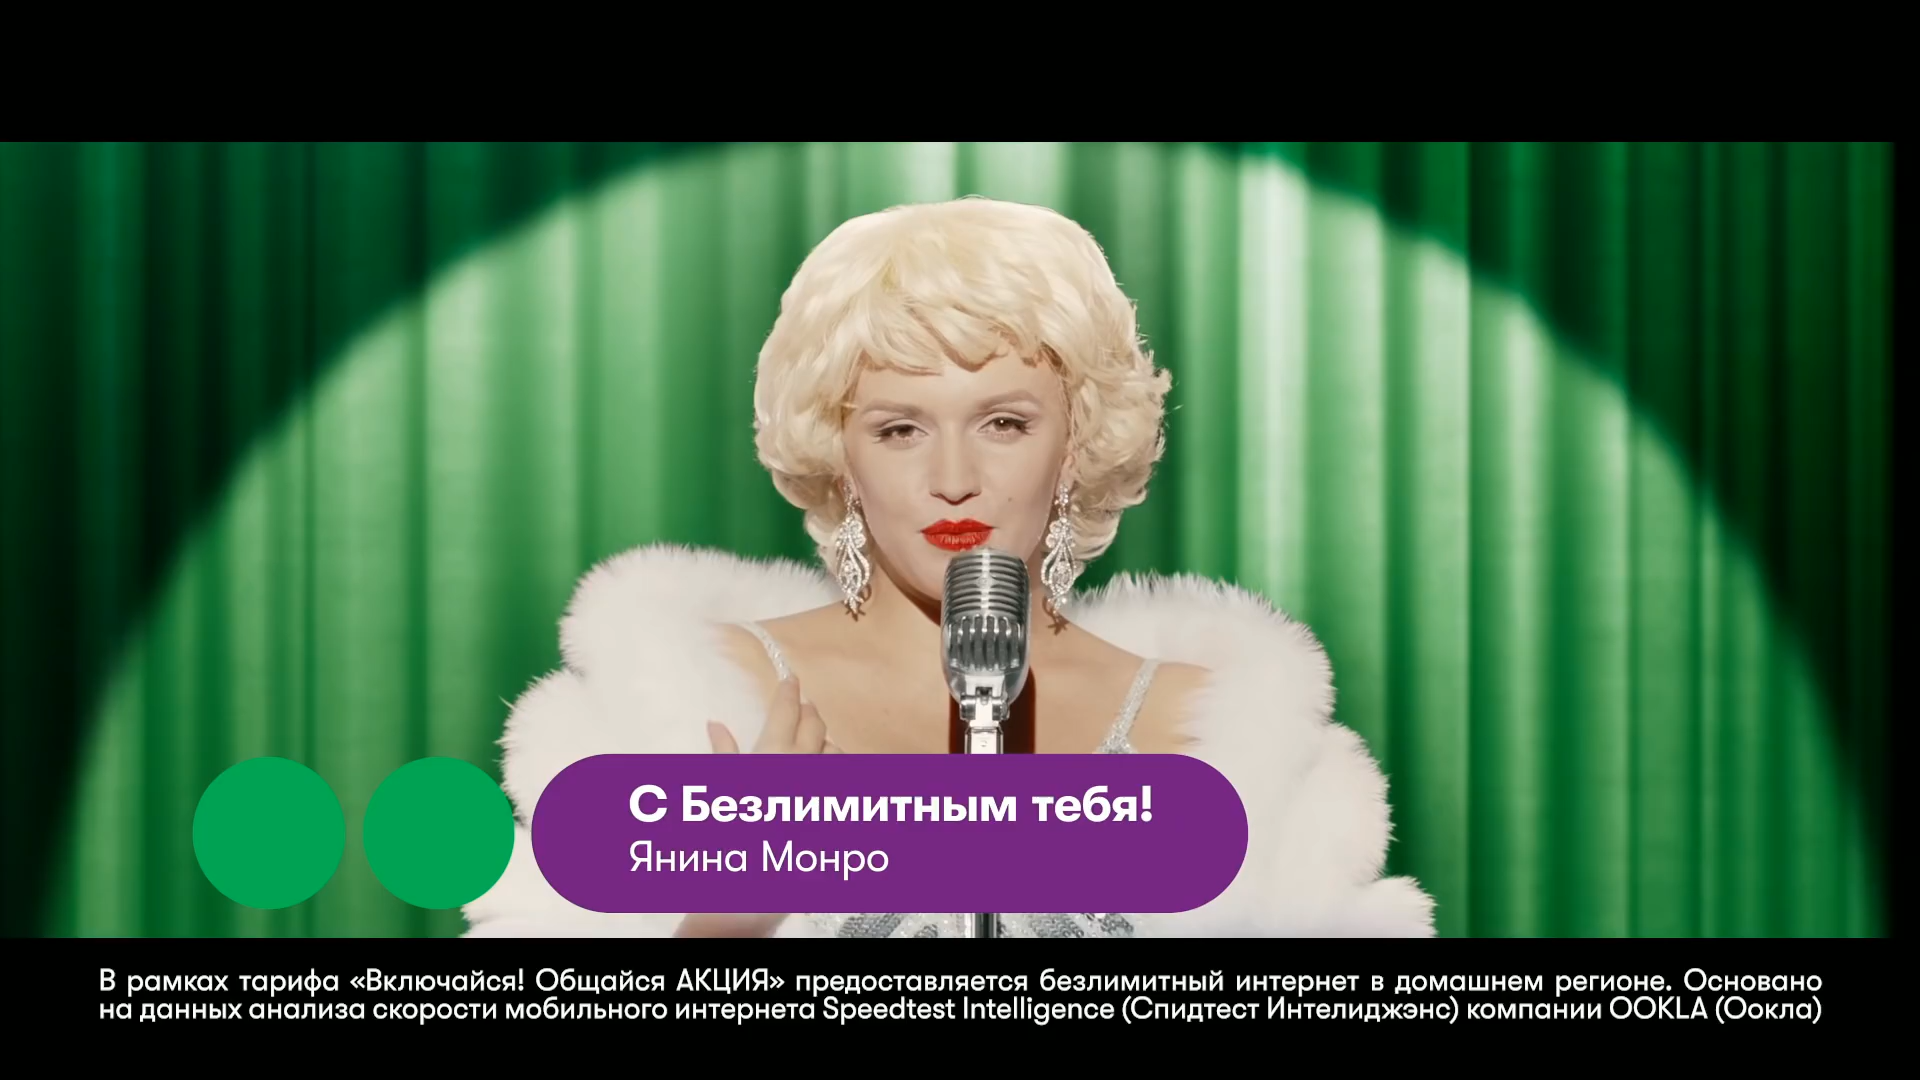 С Безлимитным тебя!
Янина Монро
В рамках тарифа «Включайся! Общайся АКЦИЯ» предоставляется безлимитный интернет в домашнем регионе. Основано
на данных анализа скорости мобильного интернета Speedtest Intelligence (Спидтест Интелиджэнс) компании OOKLA (Оокла)